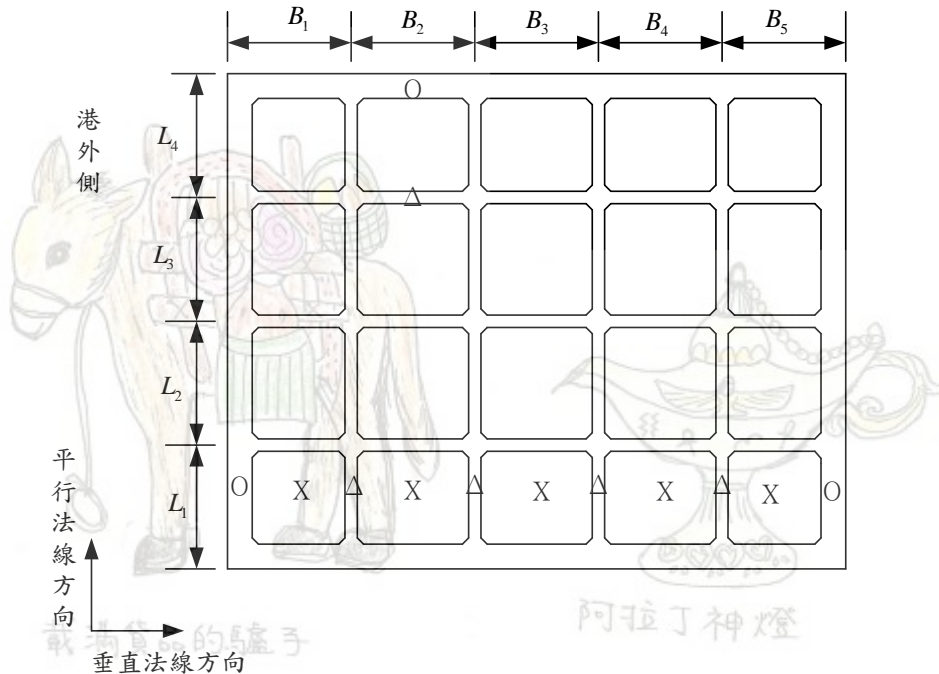 B₁ B₂ B₃ B₄ B₅
O
港外側
L₄
Δ
L₃
L₂
平行法線方向
L₁
O X Δ X Δ X Δ X Δ X O
垂直法線方向
載滿貨品的驢子
阿拉丁神燈